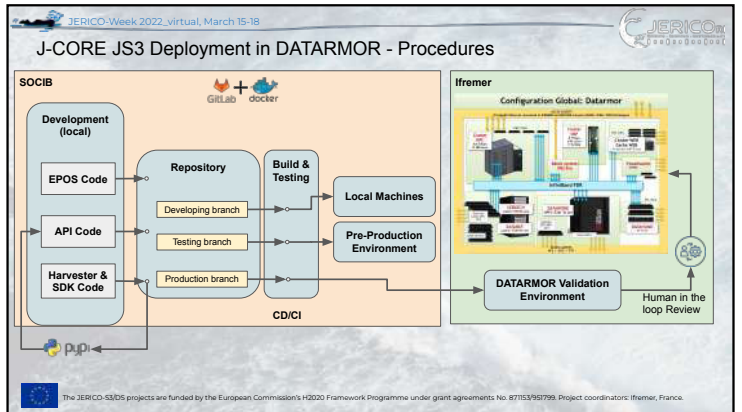 JERICO-Week 2022_virtual, March 15-18
JERICO
J-CORE JS3 Deployment in DATARMOR - Procedures
SOCIB
GitLab
docker
Development
(local)
EPOS Code
API Code
Harvester &
SDK Code
Repository
Developing branch
Testing branch
Production branch
Build &
Testing
Local Machines
Pre-Production
Environment
CD/CI
Ifremer
Configuration Global: Datarmor
DATARMOR Validation
Environment
Human in the
loop Review
pypi
The JERICO-S3/DS projects are funded by the European Commission's H2020 Framework Programme under grant agreements No. 871153/951799. Project coordinators: Ifremer, France.